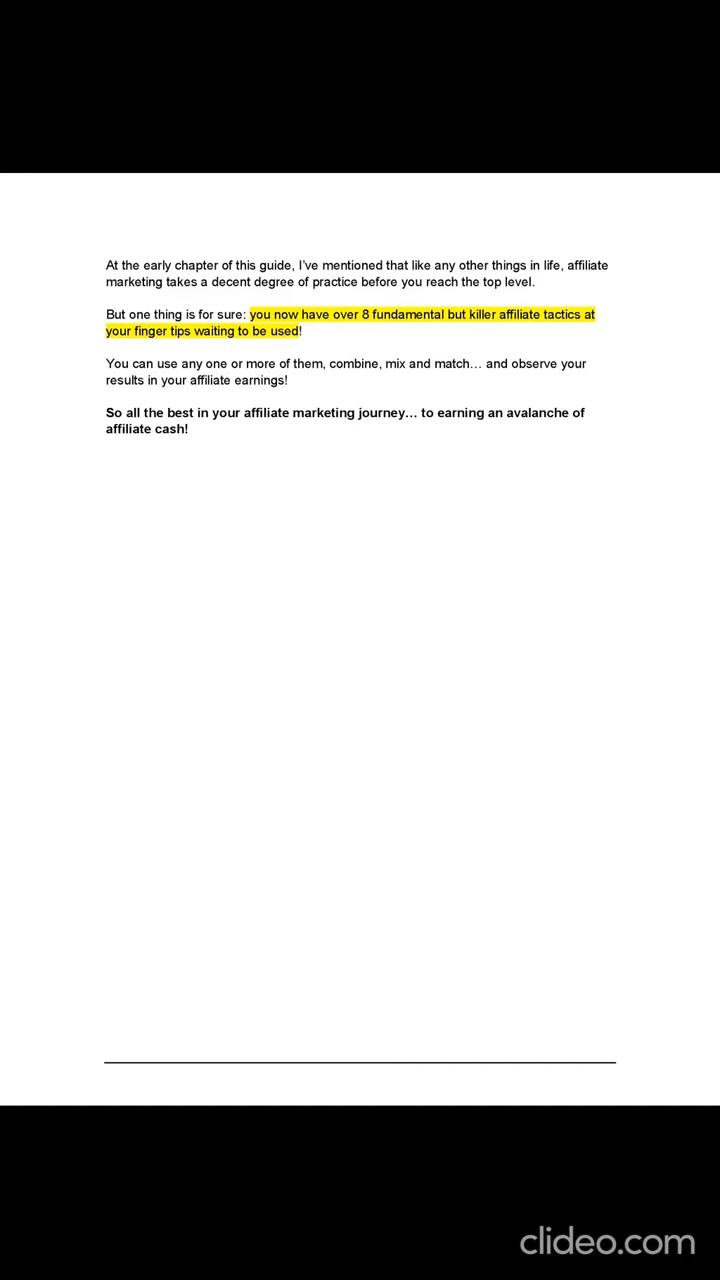 At the early chapter of this guide, I’ve mentioned that like any other things in life, affiliate
marketing takes a decent degree of practice before you reach the top level.
But one thing is for sure: you now have over 8 fundamental but killer affiliate tactics at
your finger tips waiting to be used!
You can use any one or more of them, combine, mix and match… and observe your
results in your affiliate earnings!
So all the best in your affiliate marketing journey… to earning an avalanche of
affiliate cash!
clideo.com